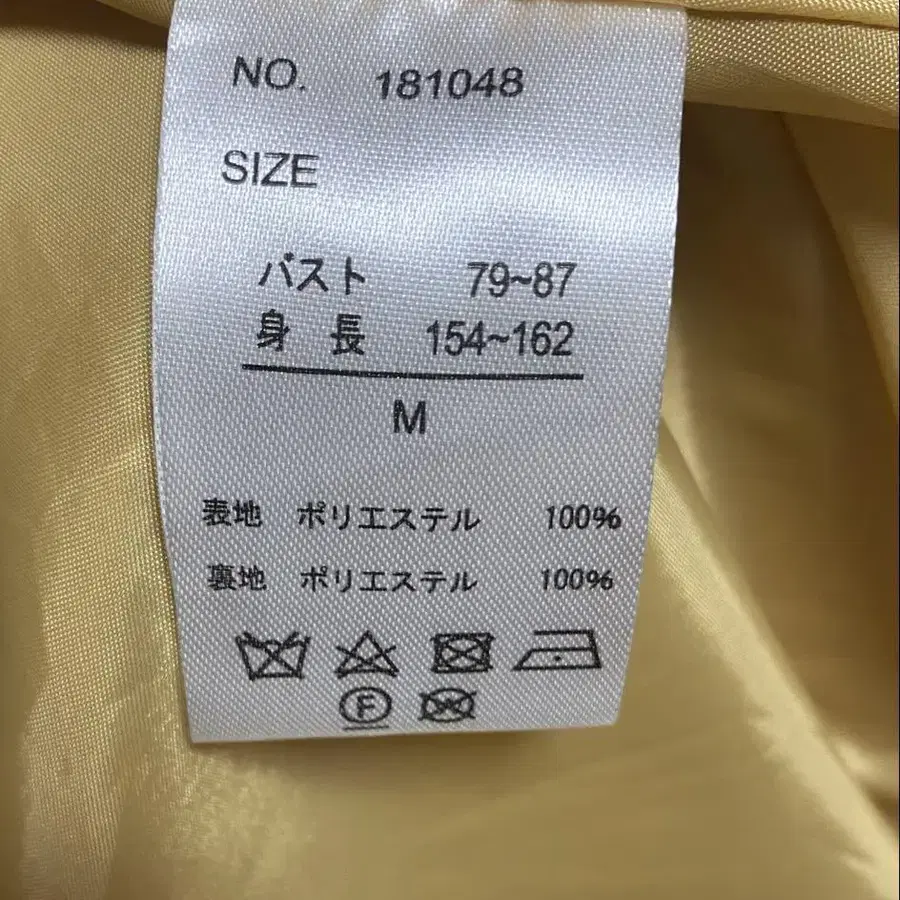 NO. 181048
SIZE
バスト 79~87
身 長 154~162
M
表地 ポリエステル 100%
裏地 ポリエステル 100%
F
W